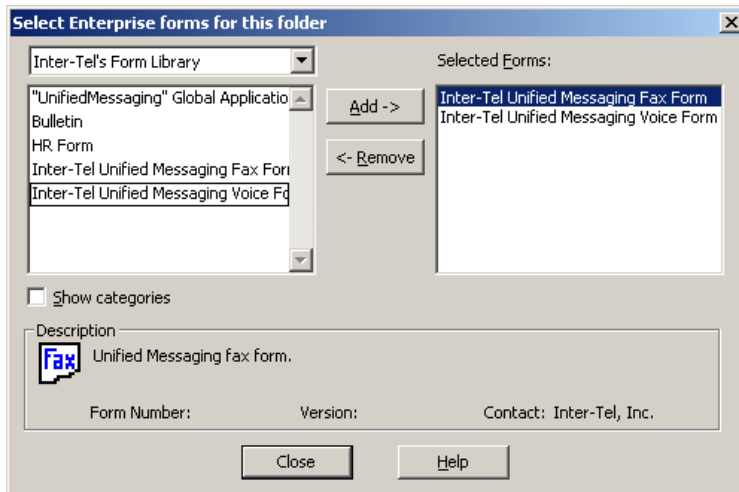 Select Enterprise forms for this folder
Inter-Tel's Form Library
Selected Forms:
"UnifiedMessaging" Global Applicatio
Bulletin
HR Form
Inter-Tel Unified Messaging Fax For
Inter-Tel Unified Messaging Voice Fo
Add ->
<- Remove
Inter-Tel Unified Messaging Fax Form
Inter-Tel Unified Messaging Voice Form
Show categories
Description
Fax
Unified Messaging fax form.
Form Number: Version: Contact: Inter-Tel, Inc.
Close Help